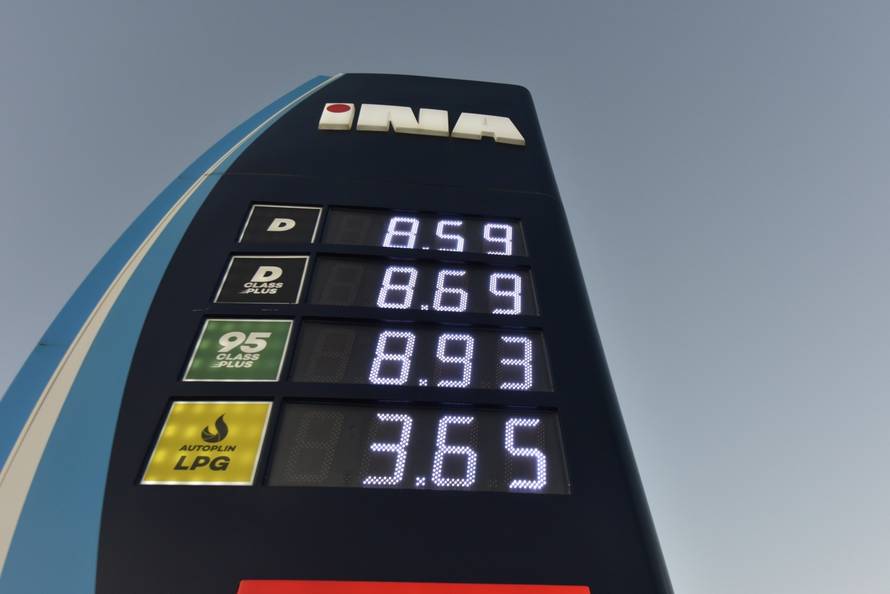 INA
D 8.59
D CLASS PLUS 8.69
95 CLASS PLUS 8.93
AUTOPLIN LPG 3.65